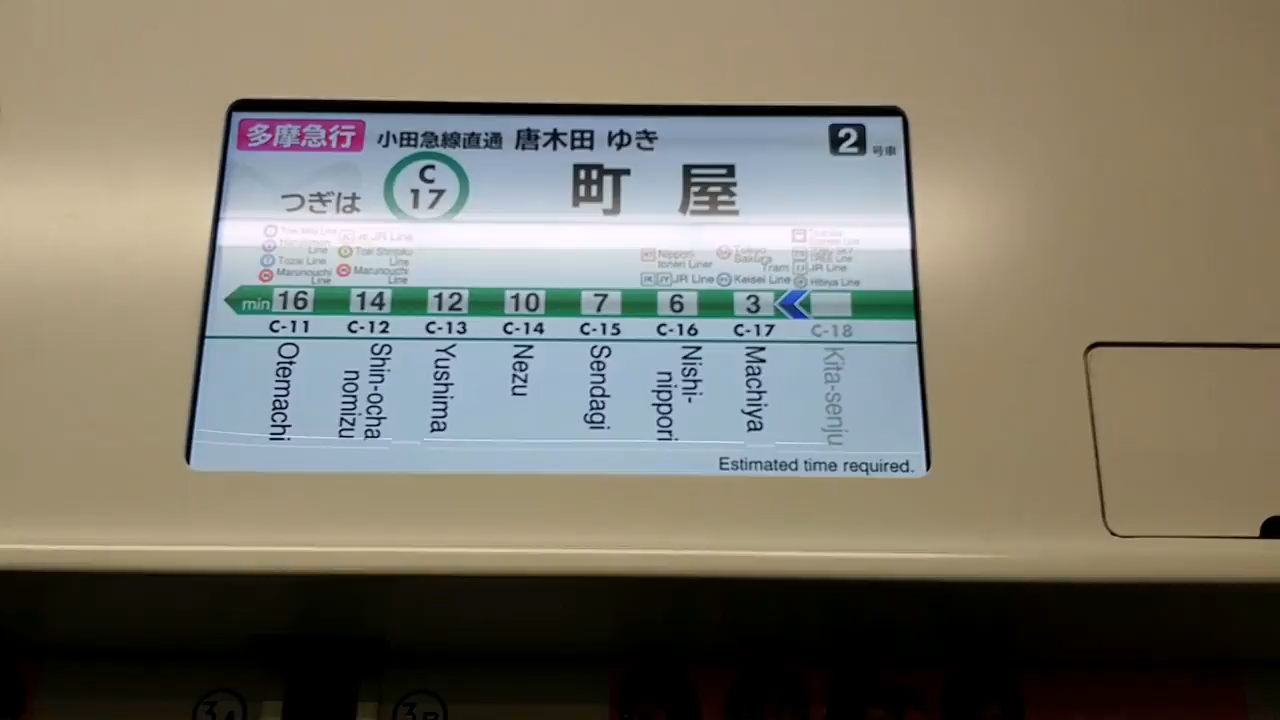 多摩急行 小田急線直通 唐木田 ゆき 2 号車
つぎは C 17 町屋
JR Line
Tozai Line
Marunouchi Line
Marunouchi Line
Nippori-toneri Liner
JR Line
Tokyo Sakura Tram
Keisei Line
JR Line
Hibiya Line
min 16 14 12 10 7 6 3
C-11 C-12 C-13 C-14 C-15 C-16 C-17 C-18
Otemachi
Shin-ochanomizu
Yushima
Nezu
Sendagi
Nishi-nippori
Machiya
Kita-senju
Estimated time required.